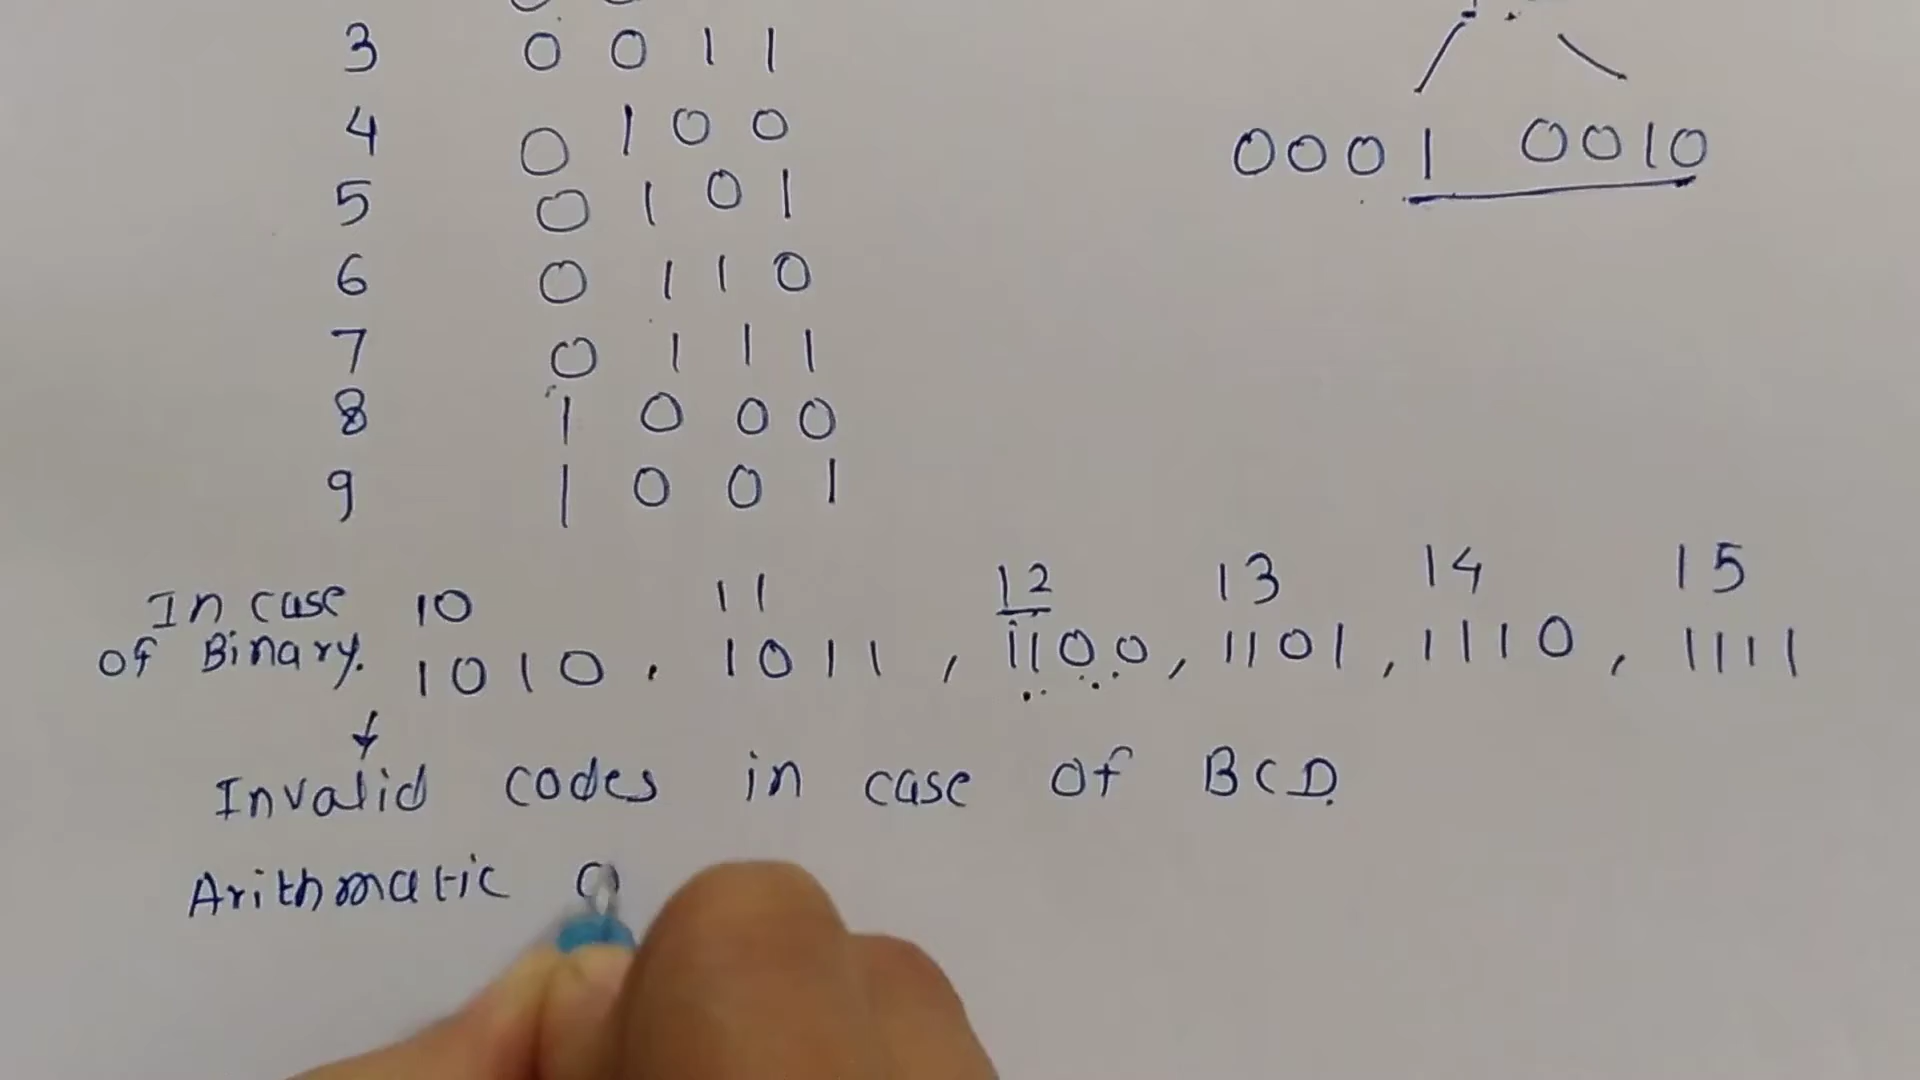 3 0 0 1 1
4 0 1 0 0
0001 0010
5 0 1 0 1
6 0 1 1 0
7 0 1 1 1
8 1 0 0 0
9 1 0 0 1
In case 10 11 12 13 14 15
of Binary. 1010 . 1011 , 1100 , 1101 , 1110 , 1111
Invalid codes in case of BCD.
Arithmatic